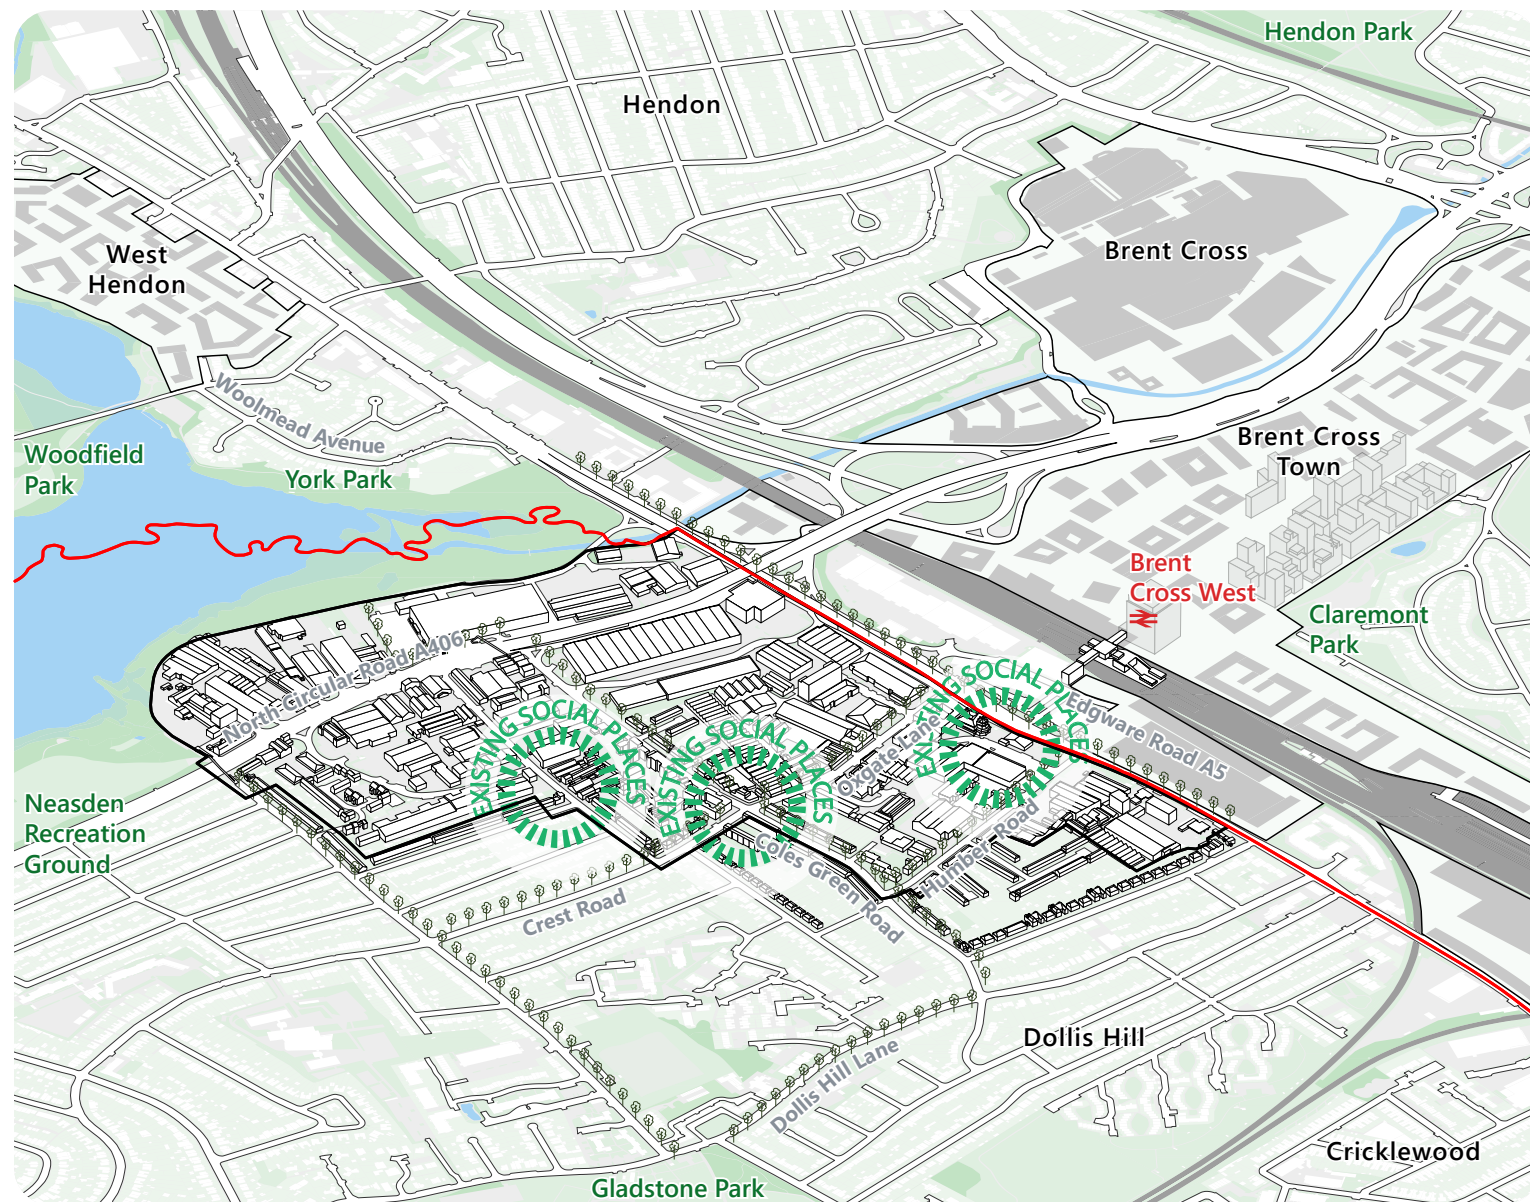 Hendon Park
Hendon
West
Hendon
Brent Cross
Woolmead Avenue
Brent Cross
Town
Woodfield
Park
York Park
Brent
Cross West
Claremont
Park
North Circular Road A406
EXISTING SOCIAL PLACES
EXISTING SOCIAL PLACES
EXISTING SOCIAL PLACES
Edgware Road A5
Oxgate Lane
Neasden
Recreation
Ground
Humber Road
Coles Green Road
Crest Road
Dollis Hill
Dollis Hill Lane
Cricklewood
Gladstone Park